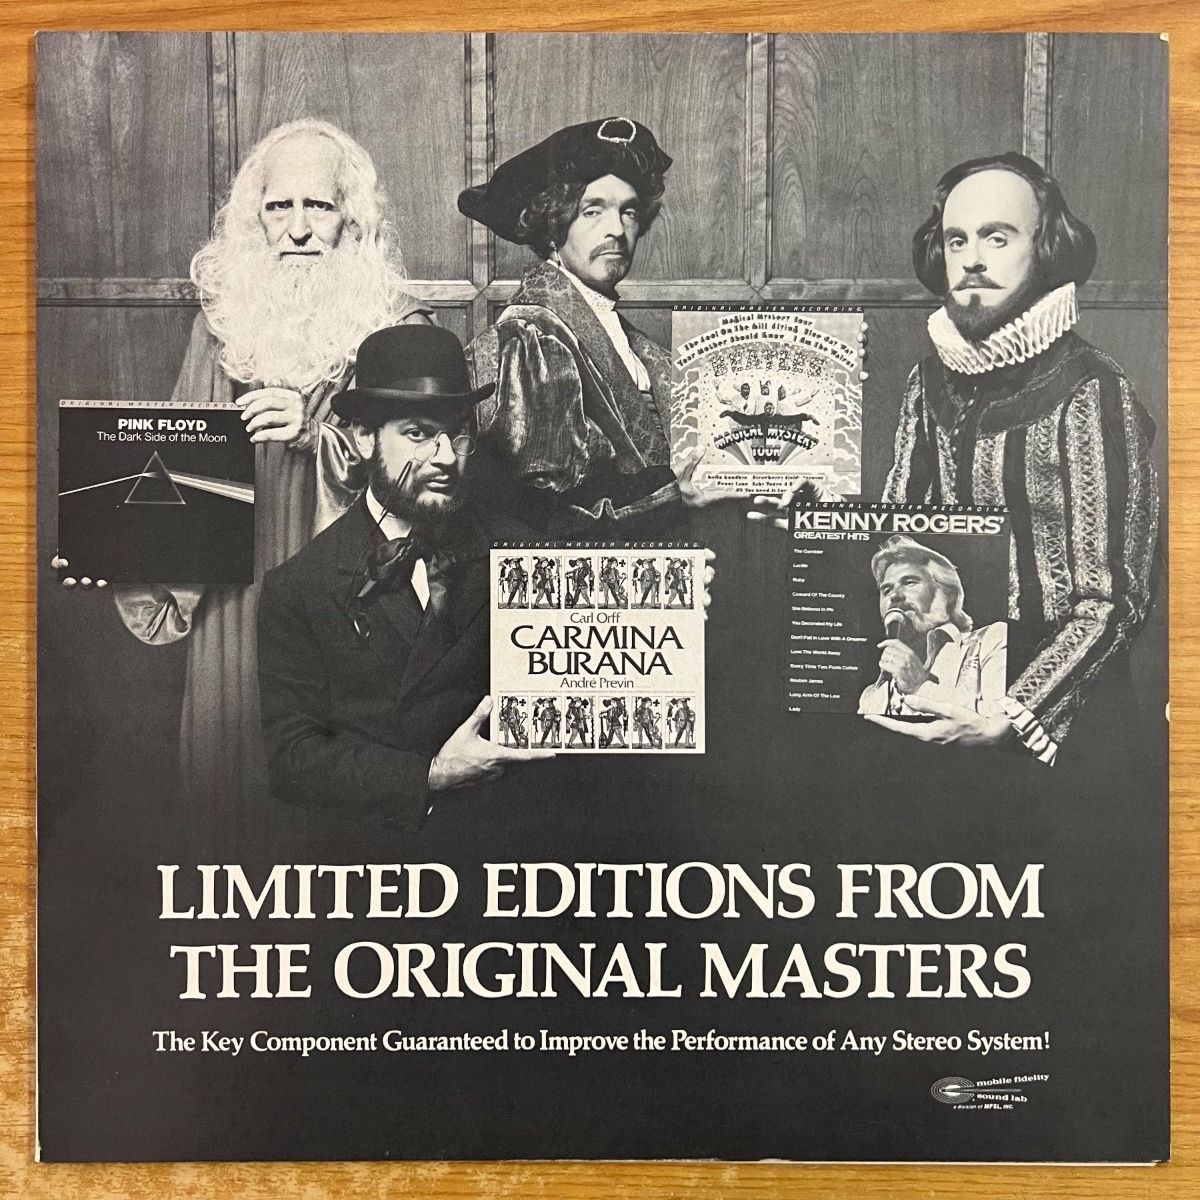 ORIGINAL MASTER RECORDING
PINK FLOYD
The Dark Side of the Moon
ORIGINAL MASTER RECORDING
Magical Mystery Tour
The Fool On The Hill Flying Blue Jay Way
Your Mother Should Know I Am The Walrus
BEATLES
MAGICAL MYSTERY
TOUR
Hello Goodbye Strawberry Fields Forever
Penny Lane Baby You're A R
All You Need Is Lov
ORIGINAL MASTER RECORDING
KENNY ROGERS'
GREATEST HITS
The Gambler
Lucille
Ruby
Coward Of The County
She Believes In Me
You Decorated My Life
Don't Fall In Love With A Dreamer
Love The World Away
Every Time Two Fools Collide
Reuben James
Long Arm Of The Law
Lady
ORIGINAL MASTER RECORDING
Carl Orff
CARMINA
BURANA
André Previn
LIMITED EDITIONS FROM
THE ORIGINAL MASTERS
The Key Component Guaranteed to Improve the Performance of Any Stereo System!
mobile fidelity
sound lab
a division of MFSL, INC.